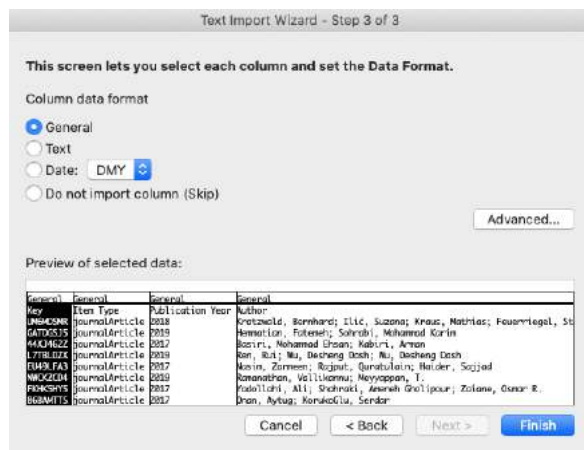 Text Import Wizard - Step 3 of 3
This screen lets you select each column and set the Data Format.
Column data format
General
Text
Date: DMY
Do not import column (Skip)
Advanced...
Preview of selected data:
General General General General
Key Item Type Publication Year Author
journalArticle 2018 Kratzwald, Bernhard; Ilić, Suzana; Kraus, Mathias; Feuerriegel, St
GATDGSJ5 journalArticle 2019 Hemmatian, Fatemeh; Sohrabi, Mohammad Karim
journalArticle 2017 Basiri, Mohammad Ehsan; Kabiri, Arman
L7TBLDZX journalArticle 2019 Ren, Rui; Wu, Desheng Dash; Wu, Desheng Dash
EU49LFA3 journalArticle 2017 Nasim, Zarmeen; Rajput, Quratulain; Haider, Sajjad
journalArticle 2019 Ramanathan, Vallikannu; Meyyappan, T.
journalArticle 2017 Yadollahi, Ali; Shahraki, Ameneh Gholipour; Zaiane, Osmar R.
journalArticle 2017 Onan, Aytug; Korukoğlu, Serdar
Cancel < Back Next > Finish